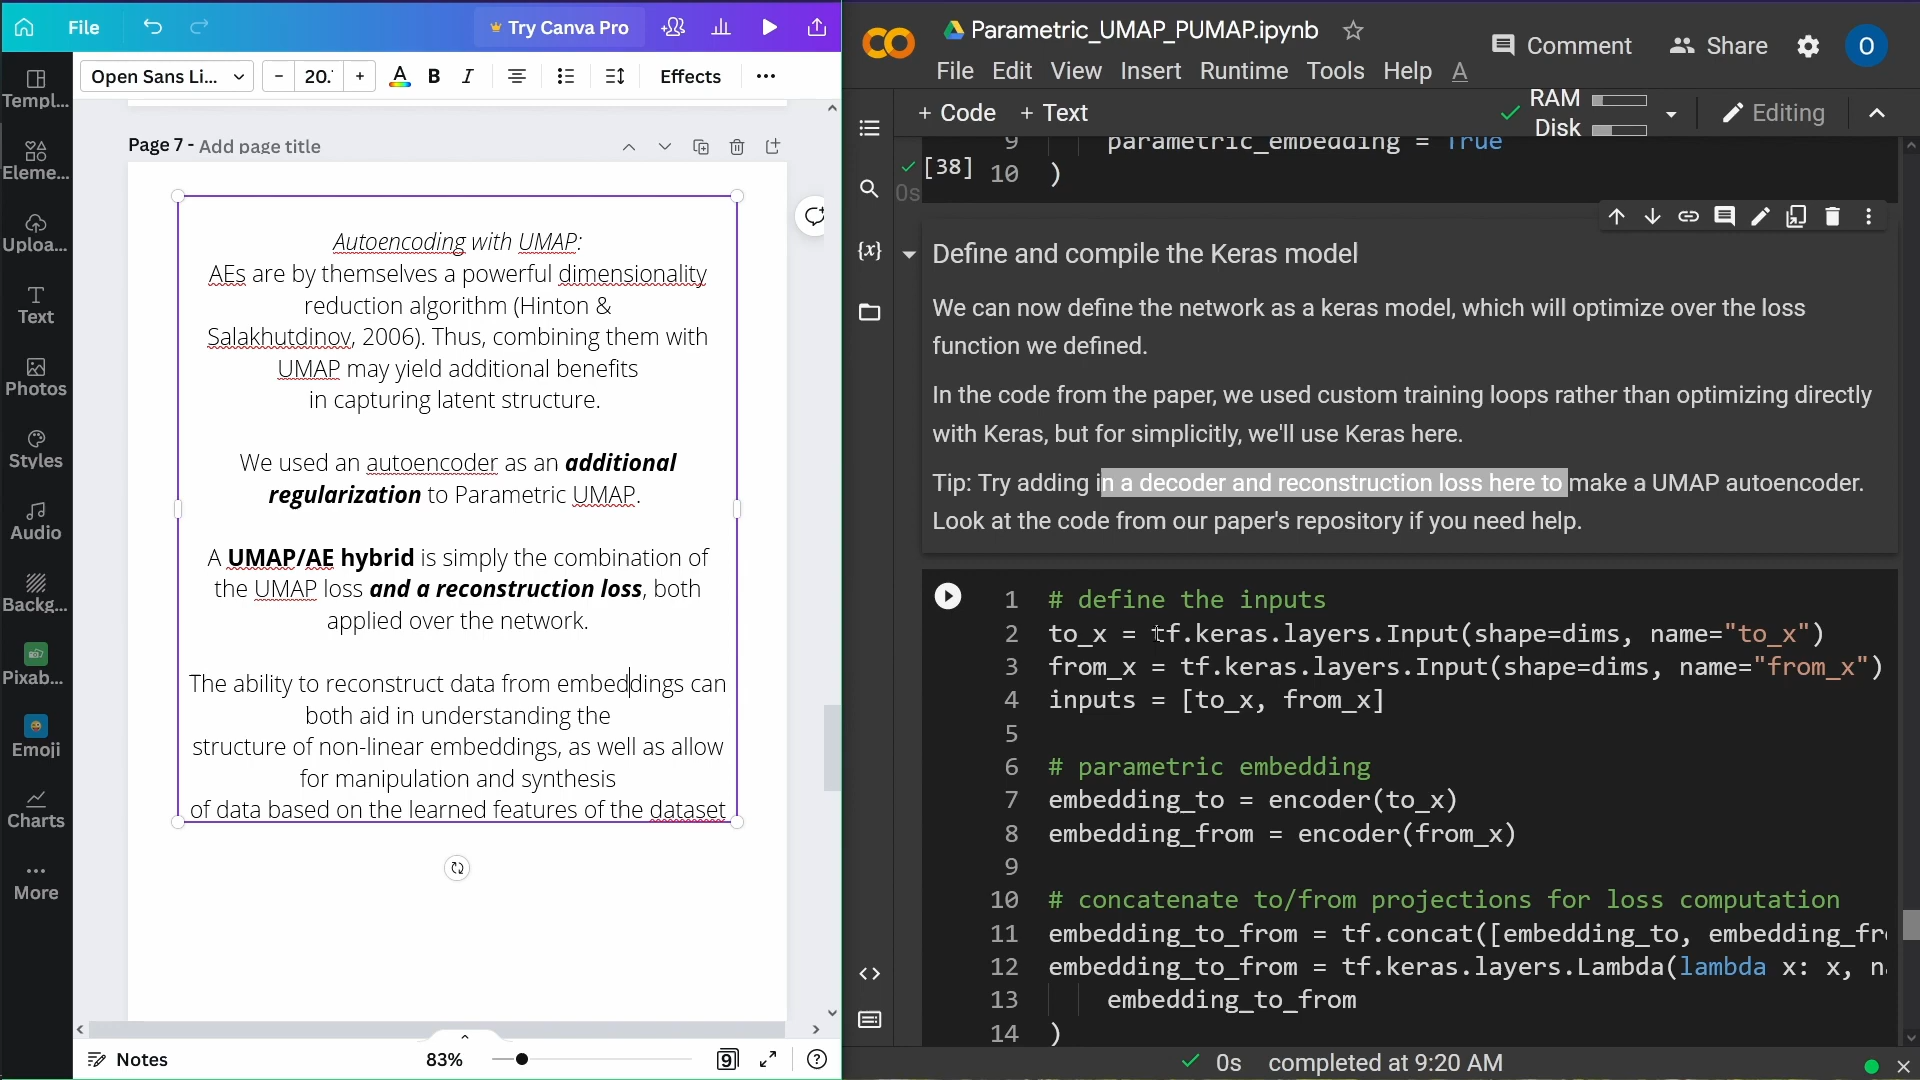 File
Try Canva Pro
Open Sans Li...
- 20. +
A B I
Effects
Templ...
Eleme...
Uploa...
Text
Photos
Styles
Audio
Backg...
Pixab...
Emoji
Charts
More
Page 7 - Add page title
Autoencoding with UMAP:
AEs are by themselves a powerful dimensionality
reduction algorithm (Hinton &
Salakhutdinov, 2006). Thus, combining them with
UMAP may yield additional benefits
in capturing latent structure.
We used an autoencoder as an additional
regularization to Parametric UMAP.
A UMAP/AE hybrid is simply the combination of
the UMAP loss and a reconstruction loss, both
applied over the network.
The ability to reconstruct data from embeddings can
both aid in understanding the
structure of non-linear embeddings, as well as allow
for manipulation and synthesis
of data based on the learned features of the dataset
Notes
83%
9
Parametric_UMAP_PUMAP.ipynb
Comment
Share
O
File Edit View Insert Runtime Tools Help A
+ Code + Text
RAM
Disk
Editing
9 parametric_embedding = True
[38]
10 )
0s
{x}
Define and compile the Keras model
We can now define the network as a keras model, which will optimize over the loss
function we defined.
In the code from the paper, we used custom training loops rather than optimizing directly
with Keras, but for simplicitly, we'll use Keras here.
Tip: Try adding in a decoder and reconstruction loss here to make a UMAP autoencoder.
Look at the code from our paper's repository if you need help.
1 # define the inputs
2 to_x = tf.keras.layers.Input(shape=dims, name="to_x")
3 from_x = tf.keras.layers.Input(shape=dims, name="from_x")
4 inputs = [to_x, from_x]
5
6 # parametric embedding
7 embedding_to = encoder(to_x)
8 embedding_from = encoder(from_x)
9
10 # concatenate to/from projections for loss computation
11 embedding_to_from = tf.concat([embedding_to, embedding_fr
12 embedding_to_from = tf.keras.layers.Lambda(lambda x: x, n
13 embedding_to_from
14 )
0s completed at 9:20 AM